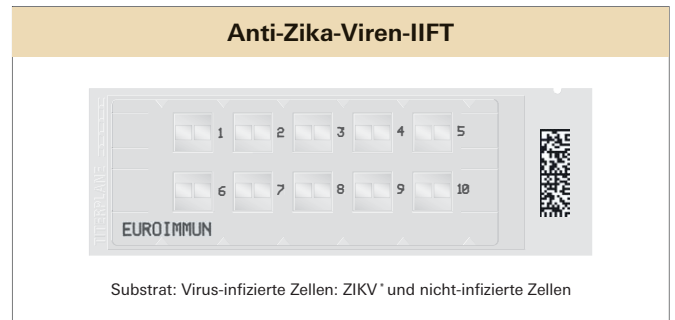 Anti-Zika-Viren-IIFT
1 2 3 4 5
6 7 8 9 10
EUROIMMUN
Substrat: Virus-infizierte Zellen: ZIKV* und nicht-infizierte Zellen